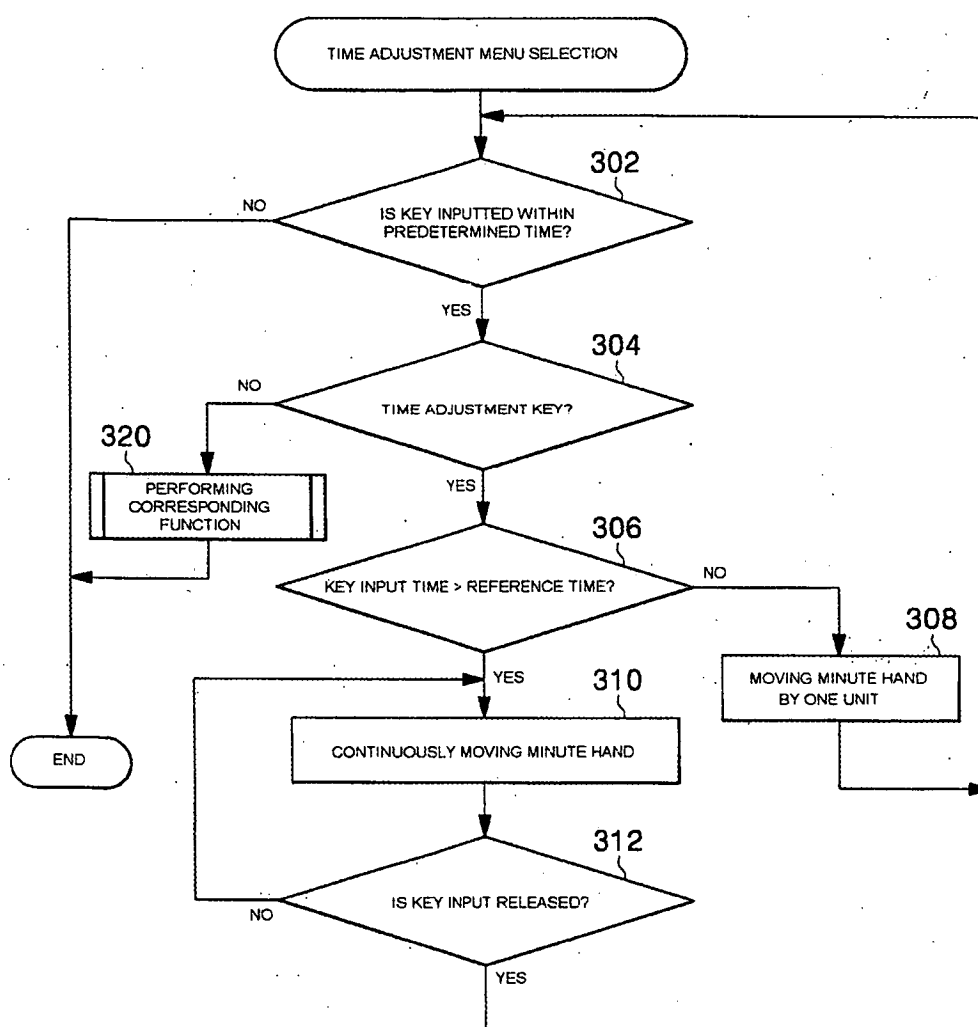 TIME ADJUSTMENT MENU SELECTION
302
NO
IS KEY INPUTTED WITHIN
PREDETERMINED TIME?
YES
304
NO
TIME ADJUSTMENT KEY?
320
YES
PERFORMING
CORRESPONDING
FUNCTION
306
KEY INPUT TIME > REFERENCE TIME?
NO
308
YES
310
MOVING MINUTE HAND
BY ONE UNIT
CONTINUOUSLY MOVING MINUTE HAND
END
312
IS KEY INPUT RELEASED?
NO
YES